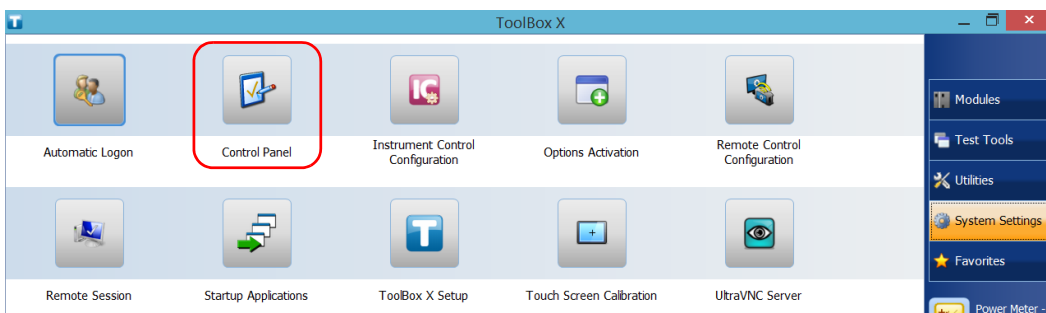 ToolBox X
Automatic Logon
Control Panel
Instrument Control
Configuration
Options Activation
Remote Control
Configuration
Remote Session
Startup Applications
ToolBox X Setup
Touch Screen Calibration
UltraVNC Server
Modules
Test Tools
Utilities
System Settings
Favorites
Power Meter -